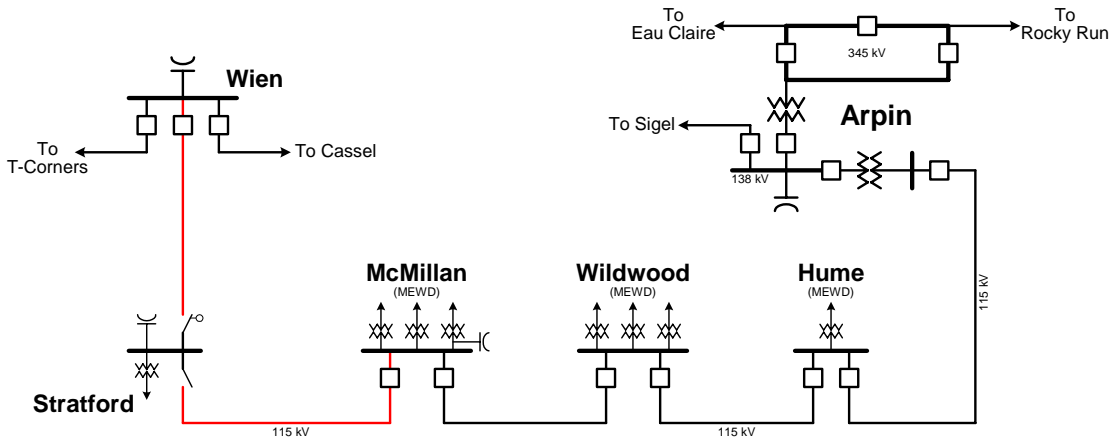 To
Eau Claire
To
Rocky Run
345 kV
Wien
Arpin
To Sigel
To
T-Corners
To Cassel
138 kV
McMillan
(MEWD)
Wildwood
(MEWD)
Hume
(MEWD)
115 kV
Stratford
115 kV
115 kV